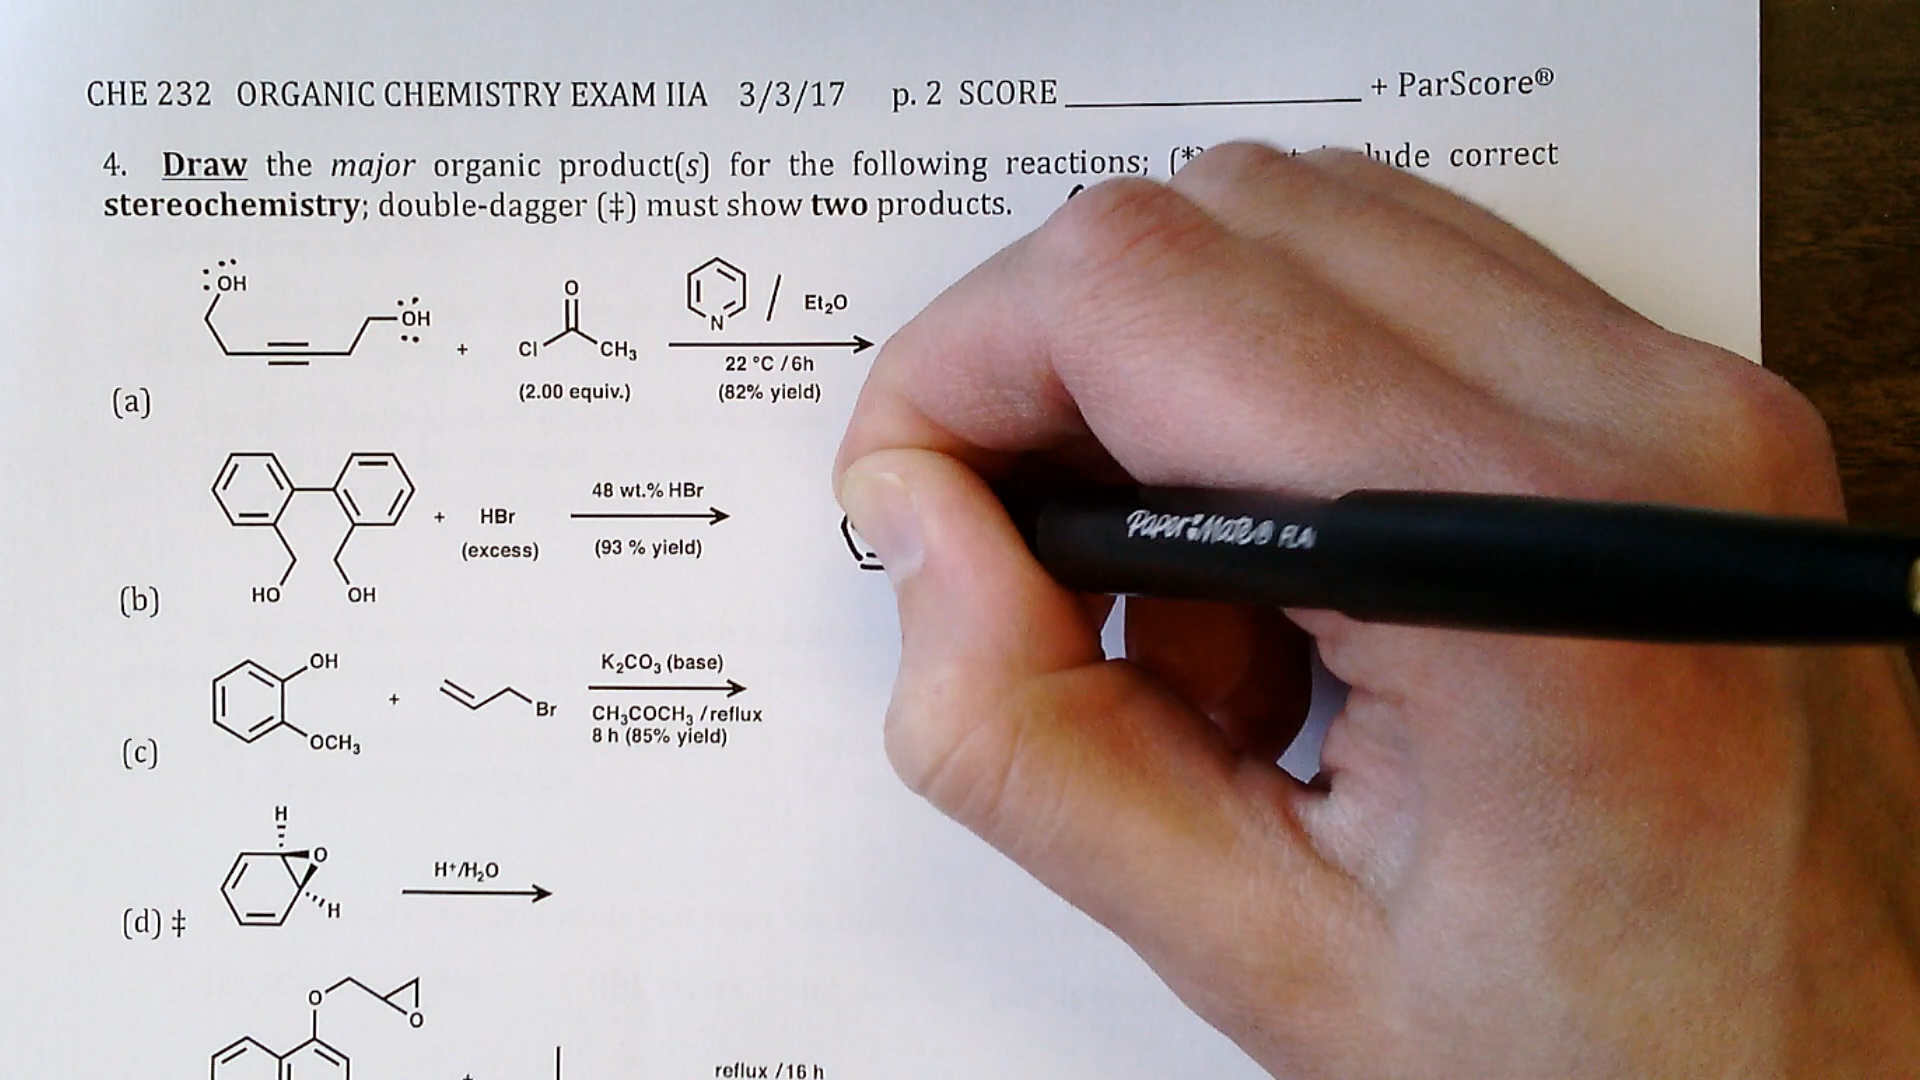 CHE 232 ORGANIC CHEMISTRY EXAM IIA 3/3/17 p. 2 SCORE + ParScore®
4. Draw the major organic product(s) for the following reactions; (*) correct
stereochemistry; double-dagger (‡) must show two products.
OH
OH
+
O
Cl
CH₃
(2.00 equiv.)
N
/ Et₂O
22 °C / 6h
(82% yield)
(a)
HO
OH
+ HBr
(excess)
48 wt.% HBr
(93 % yield)
(b)
OH
OCH₃
+
Br
K₂CO₃ (base)
CH₃COCH₃ / reflux
8 h (85% yield)
(c)
H
O
H
H⁺/H₂O
(d) ‡
O
O
+
reflux / 16 h
Paper:Mate®